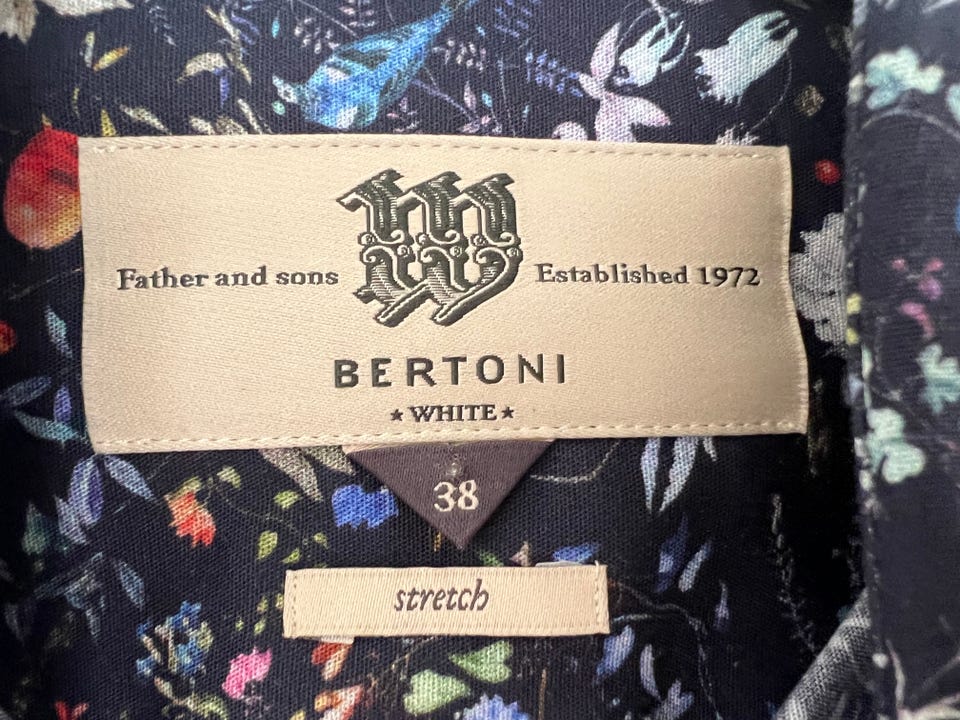 Father and sons W Established 1972
BERTONI
★ WHITE ★
38
stretch